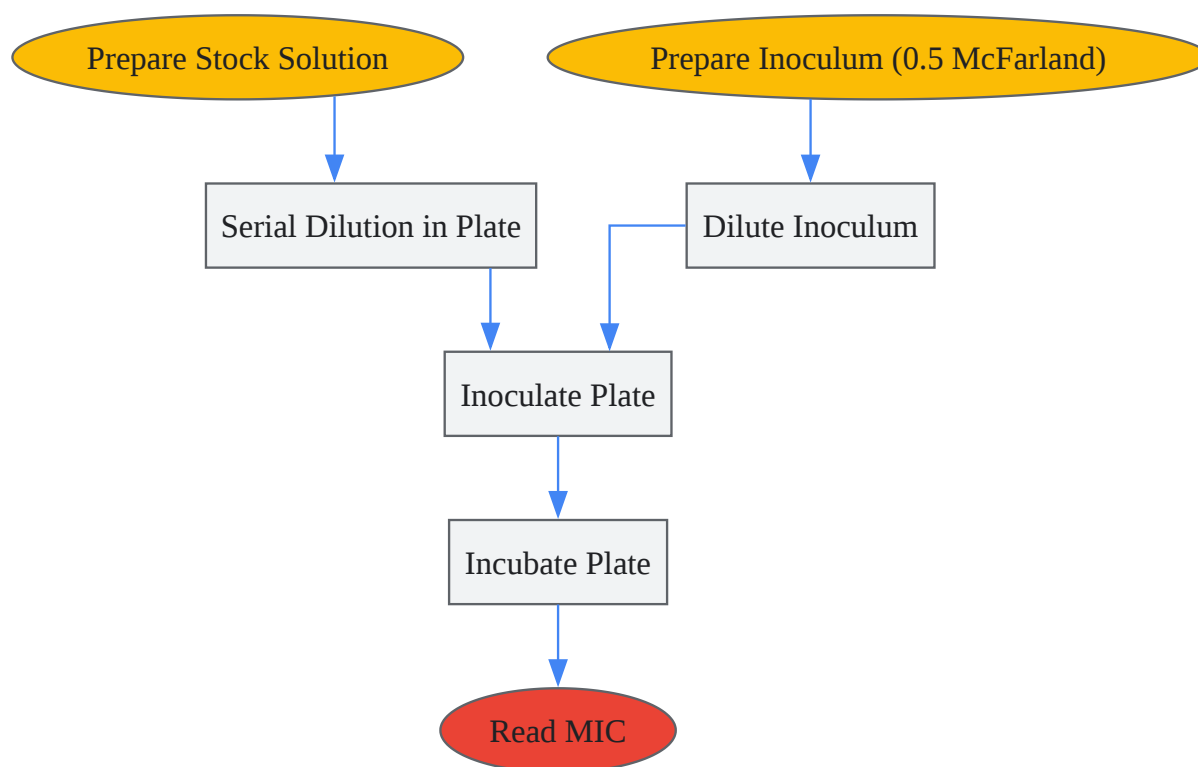 Prepare Stock Solution
Prepare Inoculum (0.5 McFarland)
Serial Dilution in Plate
Dilute Inoculum
Inoculate Plate
Incubate Plate
Read MIC